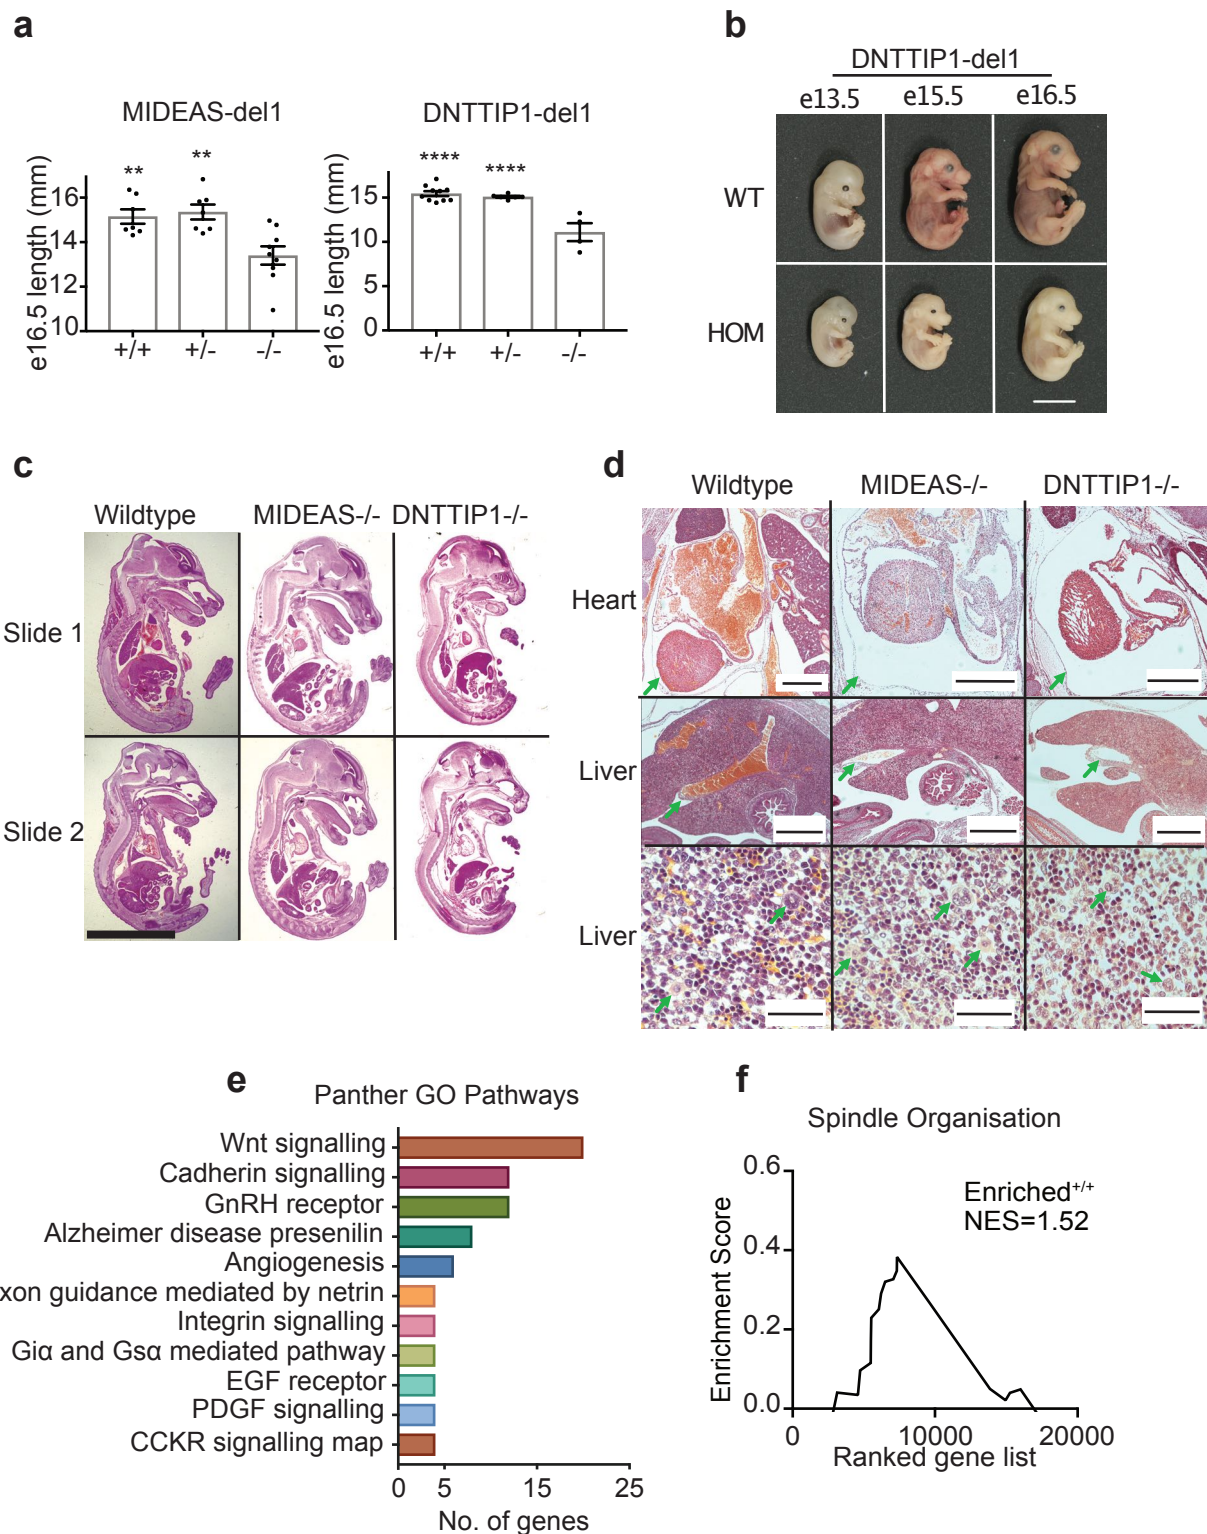 a
MIDEAS-del1
e16.5 length (mm)
16
14
12
10
**
**
+/+
+/-
-/-
DNTTIP1-del1
e16.5 length (mm)
15
10
5
0
****
****
+/+
+/-
-/-
b
DNTTIP1-del1
e13.5 e15.5 e16.5
WT
HOM
c
Wildtype MIDEAS-/- DNTTIP1-/-
Slide 1
Slide 2
d
Wildtype MIDEAS-/- DNTTIP1-/-
Heart
Liver
Liver
e
Panther GO Pathways
Wnt signalling
Cadherin signalling
GnRH receptor
Alzheimer disease presenilin
Angiogenesis
xon guidance mediated by netrin
Integrin signalling
Giα and Gsα mediated pathway
EGF receptor
PDGF signalling
CCKR signalling map
0 5 15 25
No. of genes
f
Spindle Organisation
Enriched+/+
NES=1.52
Enrichment Score
0.6
0.4
0.2
0.0
0 10000 20000
Ranked gene list